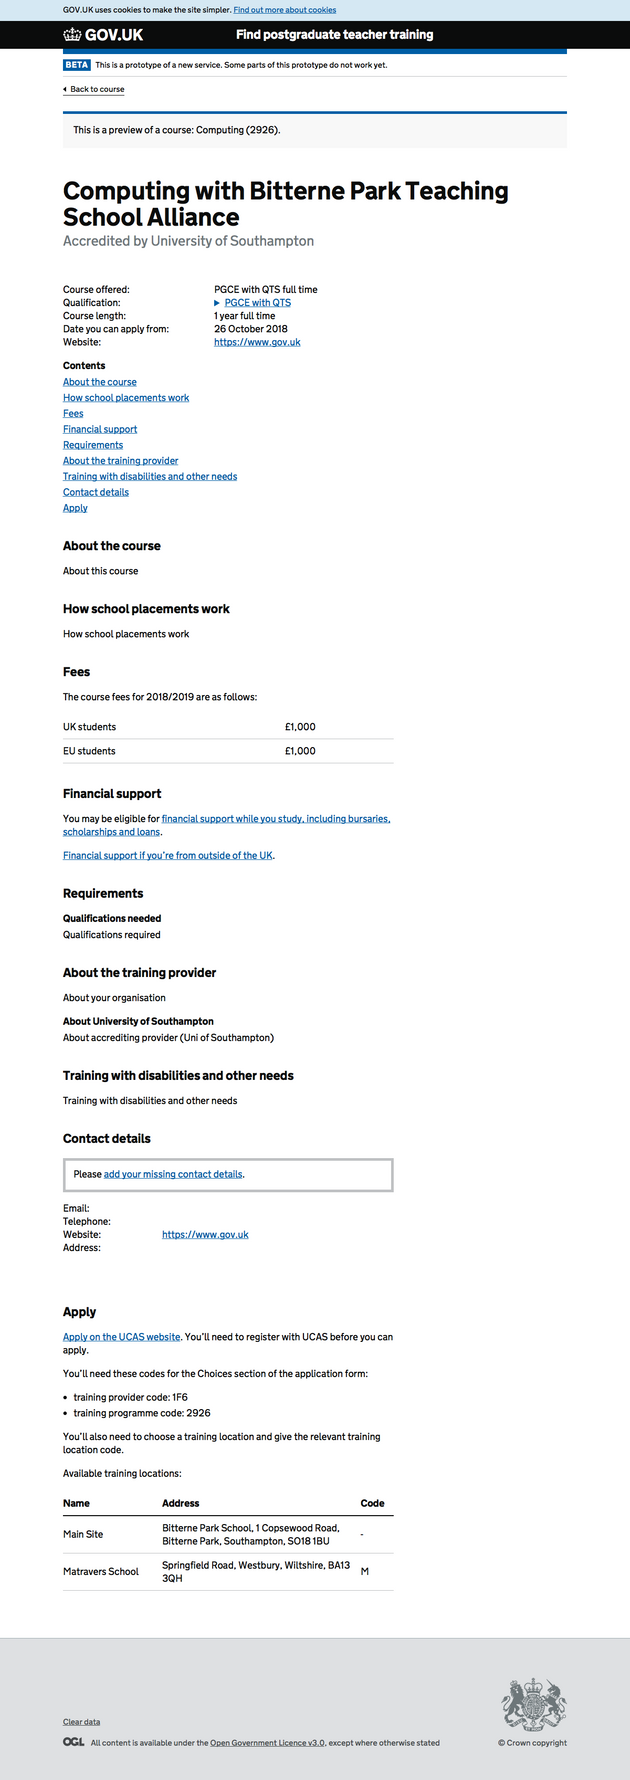 GOV.UK uses cookies to make the site simpler. Find out more about cookies
GOV.UK Find postgraduate teacher training
BETA This is a prototype of a new service. Some parts of this prototype do not work yet.
Back to course
This is a preview of a course: Computing (2926).
Computing with Bitterne Park Teaching
School Alliance
Accredited by University of Southampton
Course offered: PGCE with QTS full time
Qualification: PGCE with QTS
Course length: 1 year full time
Date you can apply from: 26 October 2018
Website: https://www.gov.uk
Contents
About the course
How school placements work
Fees
Financial support
Requirements
About the training provider
Training with disabilities and other needs
Contact details
Apply
About the course
About this course
How school placements work
How school placements work
Fees
The course fees for 2018/2019 are as follows:
UK students £1,000
EU students £1,000
Financial support
You may be eligible for financial support while you study, including bursaries,
scholarships and loans.
Financial support if you're from outside of the UK.
Requirements
Qualifications needed
Qualifications required
About the training provider
About your organisation
About University of Southampton
About accrediting provider (Uni of Southampton)
Training with disabilities and other needs
Training with disabilities and other needs
Contact details
Please add your missing contact details.
Email:
Telephone:
Website: https://www.gov.uk
Address:
Apply
Apply on the UCAS website. You'll need to register with UCAS before you can
apply.
You'll need these codes for the Choices section of the application form:
• training provider code: 1F6
• training programme code: 2926
You'll also need to choose a training location and give the relevant training
location code.
Available training locations:
Name Address Code
Main Site Bitterne Park School, 1 Copsewood Road, -
Bitterne Park, Southampton, SO18 1BU
Matravers School Springfield Road, Westbury, Wiltshire, BA13 M
3QH
Clear data
OGL All content is available under the Open Government Licence v3.0, except where otherwise stated
© Crown copyright